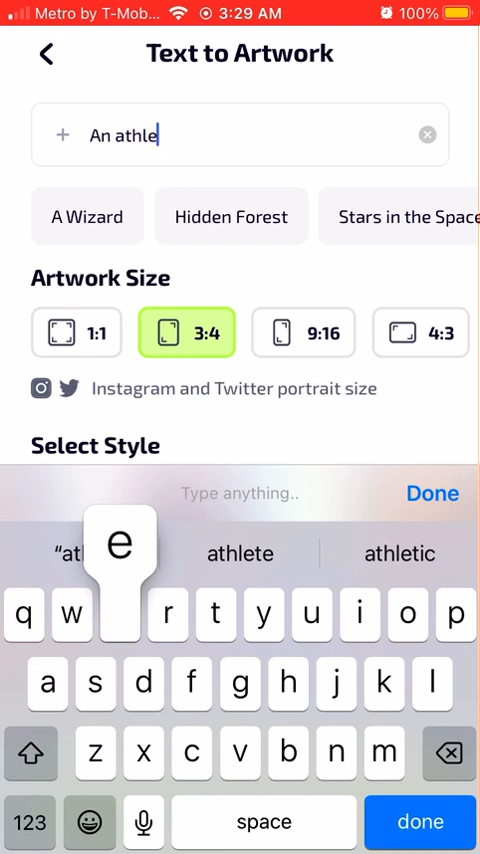 Metro by T-Mob... 3:29 AM 100%
Text to Artwork
An athle
A Wizard Hidden Forest Stars in the Space
Artwork Size
1:1 3:4 9:16 4:3
Instagram and Twitter portrait size
Select Style
Type anything.. Done
“at athlete athletic
e
q w r t y u i o p
a s d f g h j k l
z x c v b n m
123 space done